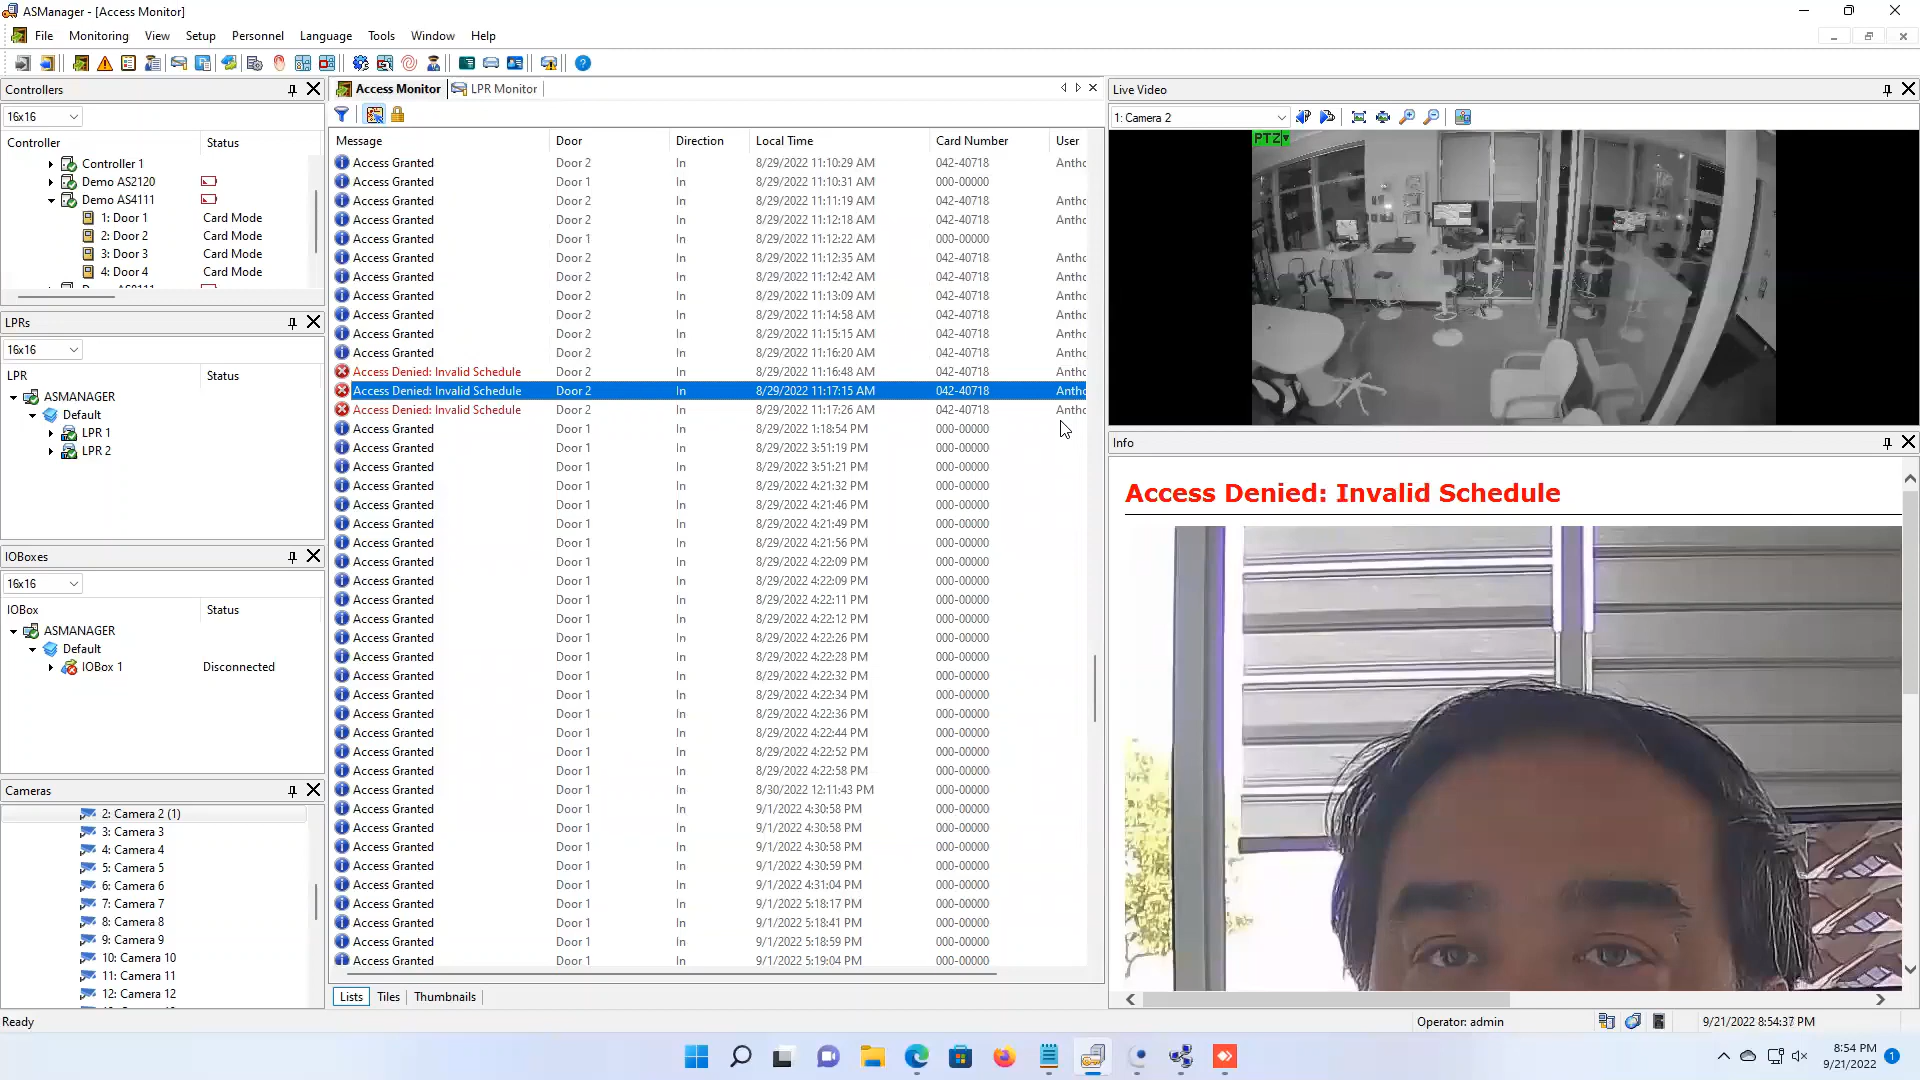 ASManager - [Access Monitor]
File Monitoring View Setup Personnel Language Tools Window Help
Controllers
16x16
Controller Status
Controller 1
Demo AS2120
Demo AS4111
1: Door 1 Card Mode
2: Door 2 Card Mode
3: Door 3 Card Mode
4: Door 4 Card Mode
LPRs
16x16
LPR Status
ASMANAGER
Default
LPR 1
LPR 2
IOBoxes
16x16
IOBox Status
ASMANAGER
Default
IOBox 1 Disconnected
Cameras
2: Camera 2 (1)
3: Camera 3
4: Camera 4
5: Camera 5
6: Camera 6
7: Camera 7
8: Camera 8
9: Camera 9
10: Camera 10
11: Camera 11
12: Camera 12
Access Monitor LPR Monitor
Message Door Direction Local Time Card Number User
Access Granted Door 2 In 8/29/2022 11:10:29 AM 042-40718 Antho
Access Granted Door 1 In 8/29/2022 11:10:31 AM 000-00000
Access Granted Door 2 In 8/29/2022 11:11:19 AM 042-40718 Antho
Access Granted Door 2 In 8/29/2022 11:12:18 AM 042-40718 Antho
Access Granted Door 1 In 8/29/2022 11:12:22 AM 000-00000
Access Granted Door 2 In 8/29/2022 11:12:35 AM 042-40718 Antho
Access Granted Door 2 In 8/29/2022 11:12:42 AM 042-40718 Antho
Access Granted Door 2 In 8/29/2022 11:13:09 AM 042-40718 Antho
Access Granted Door 2 In 8/29/2022 11:14:58 AM 042-40718 Antho
Access Granted Door 2 In 8/29/2022 11:15:15 AM 042-40718 Antho
Access Granted Door 2 In 8/29/2022 11:16:20 AM 042-40718 Antho
Access Denied: Invalid Schedule Door 2 In 8/29/2022 11:16:48 AM 042-40718 Antho
Access Denied: Invalid Schedule Door 2 In 8/29/2022 11:17:15 AM 042-40718 Antho
Access Denied: Invalid Schedule Door 2 In 8/29/2022 11:17:26 AM 042-40718 Antho
Access Granted Door 1 In 8/29/2022 1:18:54 PM 000-00000
Access Granted Door 1 In 8/29/2022 3:51:19 PM 000-00000
Access Granted Door 1 In 8/29/2022 3:51:21 PM 000-00000
Access Granted Door 1 In 8/29/2022 4:21:32 PM 000-00000
Access Granted Door 1 In 8/29/2022 4:21:46 PM 000-00000
Access Granted Door 1 In 8/29/2022 4:21:49 PM 000-00000
Access Granted Door 1 In 8/29/2022 4:21:56 PM 000-00000
Access Granted Door 1 In 8/29/2022 4:22:09 PM 000-00000
Access Granted Door 1 In 8/29/2022 4:22:09 PM 000-00000
Access Granted Door 1 In 8/29/2022 4:22:11 PM 000-00000
Access Granted Door 1 In 8/29/2022 4:22:12 PM 000-00000
Access Granted Door 1 In 8/29/2022 4:22:26 PM 000-00000
Access Granted Door 1 In 8/29/2022 4:22:28 PM 000-00000
Access Granted Door 1 In 8/29/2022 4:22:32 PM 000-00000
Access Granted Door 1 In 8/29/2022 4:22:34 PM 000-00000
Access Granted Door 1 In 8/29/2022 4:22:36 PM 000-00000
Access Granted Door 1 In 8/29/2022 4:22:44 PM 000-00000
Access Granted Door 1 In 8/29/2022 4:22:52 PM 000-00000
Access Granted Door 1 In 8/29/2022 4:22:58 PM 000-00000
Access Granted Door 1 In 8/30/2022 12:11:43 PM 000-00000
Access Granted Door 1 In 9/1/2022 4:30:58 PM 000-00000
Access Granted Door 1 In 9/1/2022 4:30:58 PM 000-00000
Access Granted Door 1 In 9/1/2022 4:30:58 PM 000-00000
Access Granted Door 1 In 9/1/2022 4:30:59 PM 000-00000
Access Granted Door 1 In 9/1/2022 4:31:04 PM 000-00000
Access Granted Door 1 In 9/1/2022 5:18:17 PM 000-00000
Access Granted Door 1 In 9/1/2022 5:18:41 PM 000-00000
Access Granted Door 1 In 9/1/2022 5:18:59 PM 000-00000
Access Granted Door 1 In 9/1/2022 5:19:04 PM 000-00000
Lists Tiles Thumbnails
Live Video
1: Camera 2
PTZ
Info
Access Denied: Invalid Schedule
Ready Operator: admin 9/21/2022 8:54:37 PM
8:54 PM
9/21/2022
1